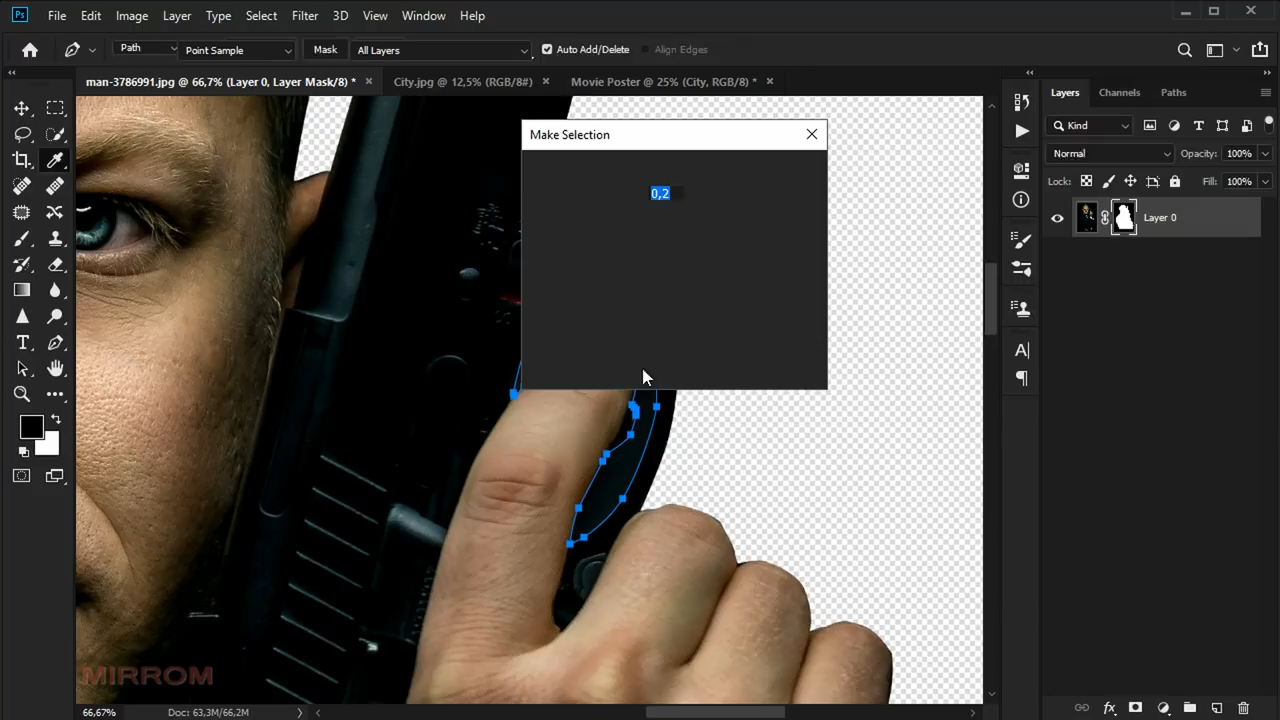 Ps File Edit Image Layer Type Select Filter 3D View Window Help
Path Point Sample Mask All Layers Auto Add/Delete Align Edges
man-3786991.jpg @ 66,7% (Layer 0, Layer Mask/8) * City.jpg @ 12,5% (RGB/8#) Movie Poster @ 25% (City, RGB/8) *
Layers Channels Paths
Kind
Normal Opacity: 100%
Lock: Fill: 100%
Layer 0
Make Selection
0,2
MIRROM
66,67% Doc: 63,3M/66,2M